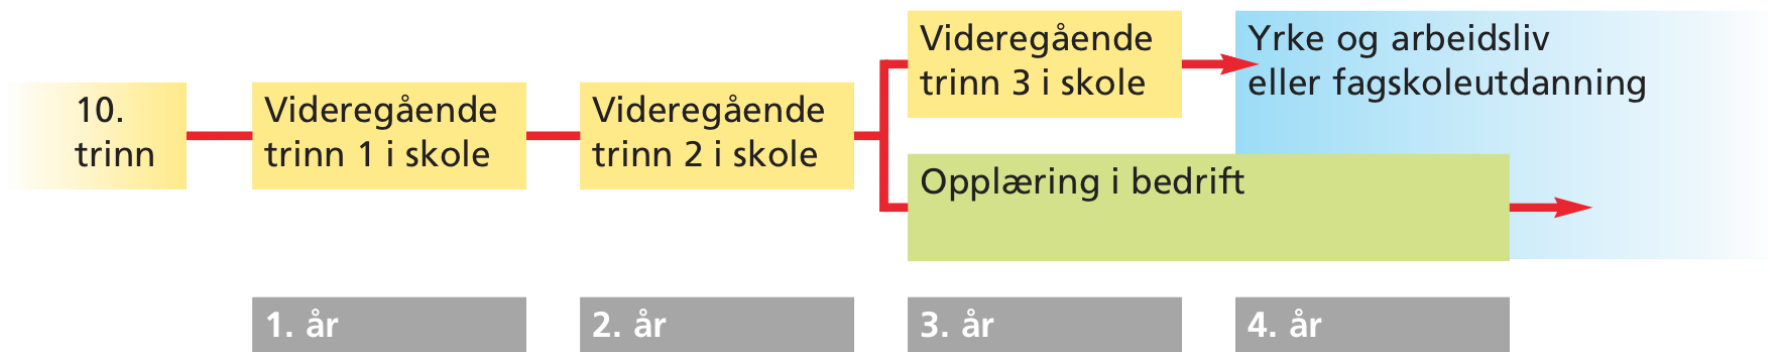 10.
trinn
Videregående
trinn 1 i skole
Videregående
trinn 2 i skole
Videregående
trinn 3 i skole
Yrke og arbeidsliv
eller fagskoleutdanning
Opplæring i bedrift
1. år
2. år
3. år
4. år